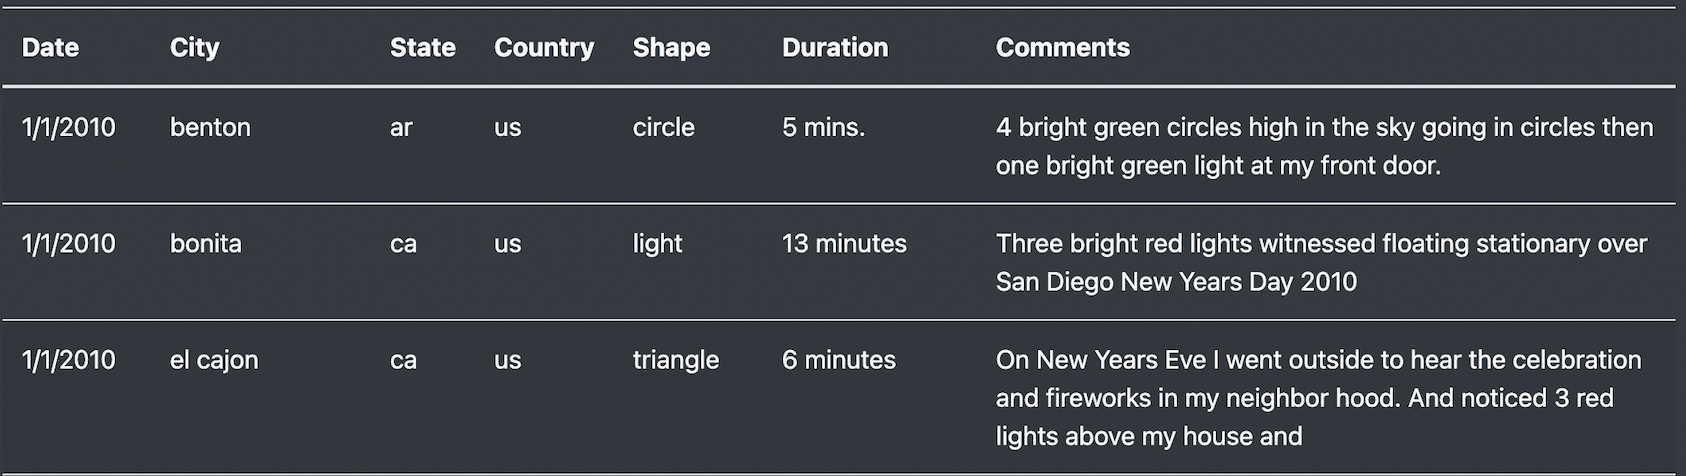 Date City State Country Shape Duration Comments
1/1/2010 benton ar us circle 5 mins. 4 bright green circles high in the sky going in circles then
one bright green light at my front door.
1/1/2010 bonita ca us light 13 minutes Three bright red lights witnessed floating stationary over
San Diego New Years Day 2010
1/1/2010 el cajon ca us triangle 6 minutes On New Years Eve I went outside to hear the celebration
and fireworks in my neighbor hood. And noticed 3 red
lights above my house and